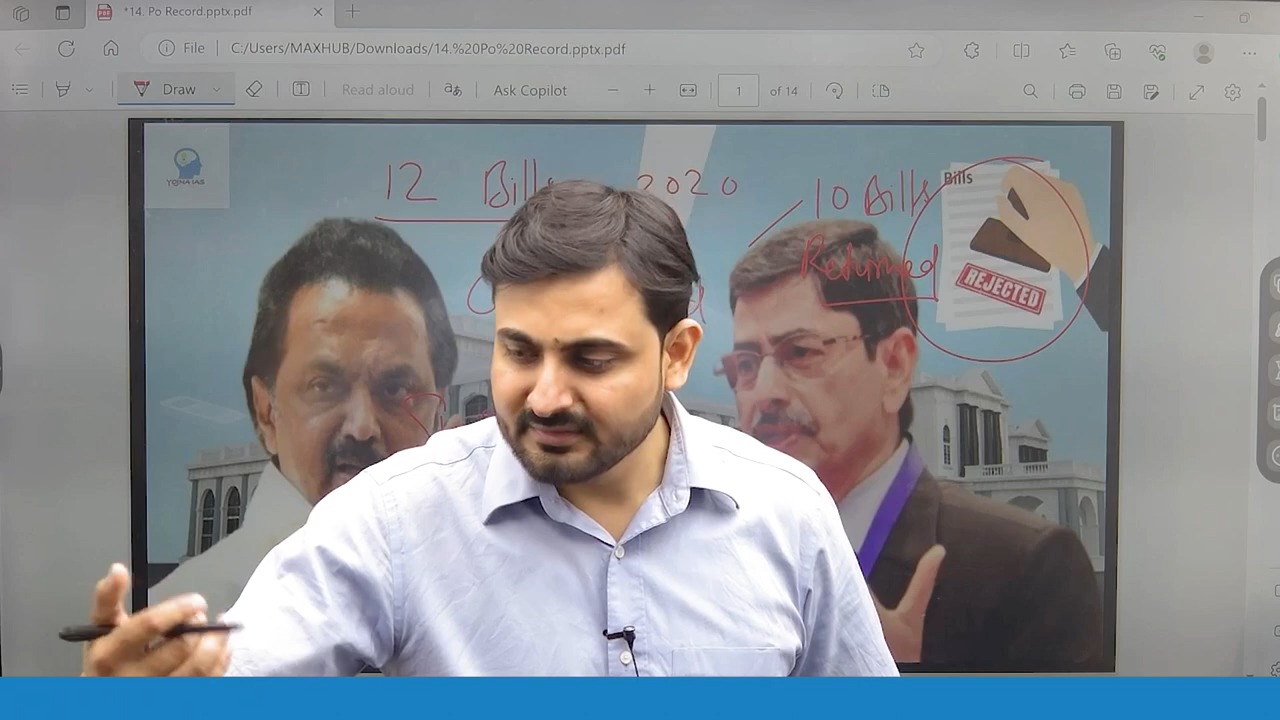 *14. Po Record.pptx.pdf
File
C:/Users/MAXHUB/Downloads/14.%20Po%20Record.pptx.pdf
Draw
Read aloud
Ask Copilot
1
of 14
YOJNA IAS
12 Bills 2020
10 Bills
Returned
Bills
REJECTED